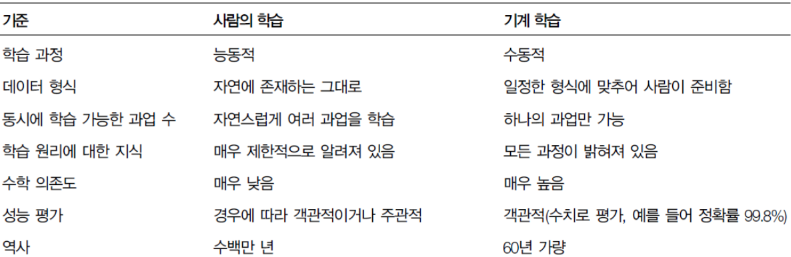 기준 사람의 학습 기계 학습
학습 과정 능동적 수동적
데이터 형식 자연에 존재하는 그대로 일정한 형식에 맞추어 사람이 준비함
동시에 학습 가능한 과업 수 자연스럽게 여러 과업을 학습 하나의 과업만 가능
학습 원리에 대한 지식 매우 제한적으로 알려져 있음 모든 과정이 밝혀져 있음
수학 의존도 매우 낮음 매우 높음
성능 평가 경우에 따라 객관적이거나 주관적 객관적(수치로 평가, 예를 들어 정확률 99.8%)
역사 수백만 년 60년 가량